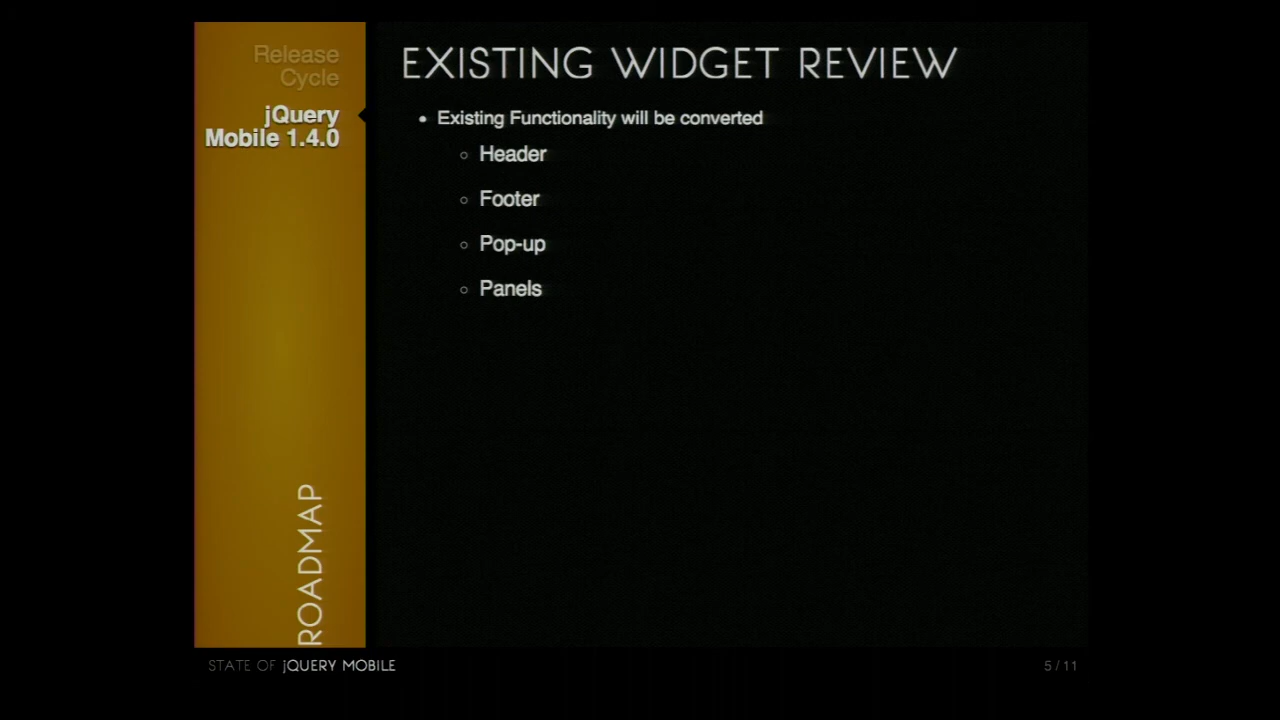 Release
Cycle
jQuery
Mobile 1.4.0
ROADMAP
EXISTING WIDGET REVIEW
Existing Functionality will be converted
Header
Footer
Pop-up
Panels
STATE OF jQUERY MOBILE
5 / 11